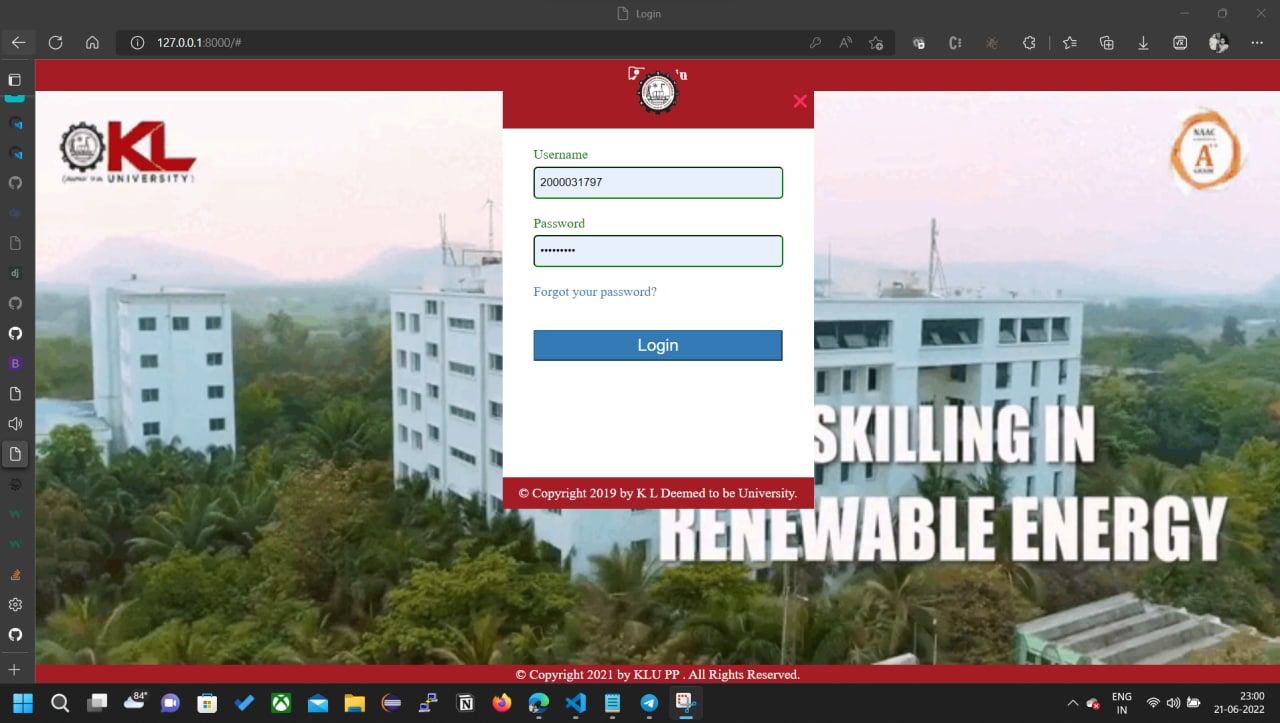 Login
127.0.0.1:8000/#
KL
UNIVERSITY)
NAAC
A++
GRADE
Username
2000031797
Password
•••••••••
Forgot your password?
Login
SKILLING IN
RENEWABLE ENERGY
© Copyright 2019 by K L Deemed to be University.
© Copyright 2021 by KLU PP . All Rights Reserved.
84°
ENG
IN
23:00
21-06-2022